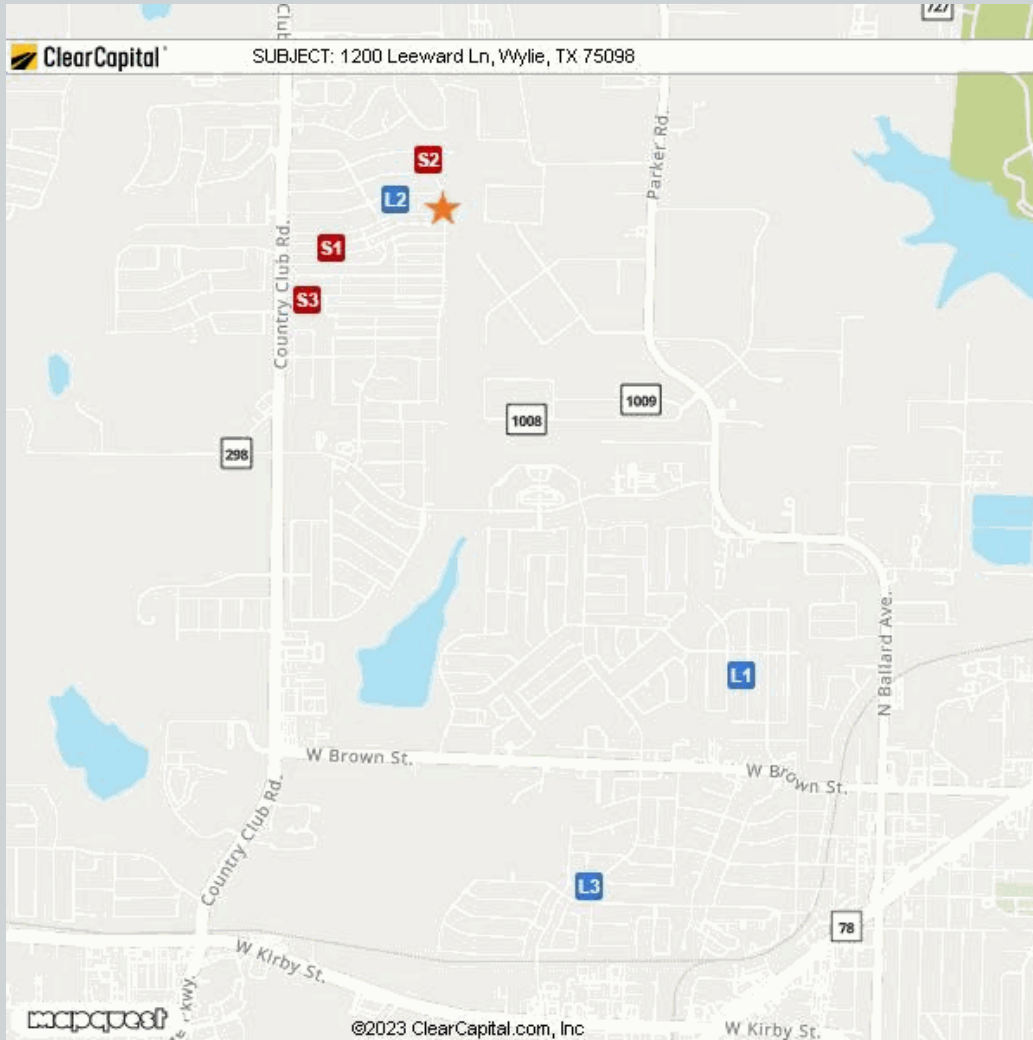 727
Club
ClearCapital
SUBJECT: 1200 Leeward Ln, Wylie, TX 75098
Parker Rd.
S2
L2
S1
Country Club Rd.
S3
1009
1008
298
N Ballard Ave.
L1
W Brown St.
W Brown St.
Country Club Rd.
L3
78
W Kirby St.
kwy.
mapquest
©2023 ClearCapital.com, Inc
W Kirby St.